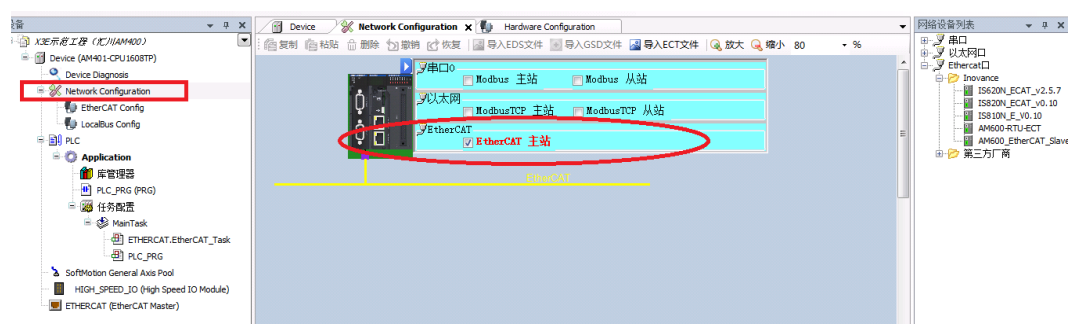 设备
X3E示范工程 (汇川AM400)
Device (AM401-CPU1608TP)
Device Diagnosis
Network Configuration
EtherCAT Config
LocalBus Config
PLC
Application
库管理器
PLC_PRG (PRG)
任务配置
MainTask
ETHERCAT.EtherCAT_Task
PLC_PRG
SoftMotion General Axis Pool
HIGH_SPEED_IO (High Speed IO Module)
ETHERCAT (EtherCAT Master)
Device
Network Configuration
Hardware Configuration
复制 粘贴 删除 撤销 恢复 导入EDS文件 导入GSD文件 导入ECT文件 放大 缩小 80 %
串口0
Modbus 主站 Modbus 从站
以太网
ModbusTCP 主站 ModbusTCP 从站
EtherCAT
EtherCAT 主站
EtherCAT
网络设备列表
串口
以太网口
Ethercat口
Inovance
IS620N_ECAT_v2.5.7
IS820N_ECAT_v0.10
IS810N_E_V0.10
AM600-RTU-ECT
AM600_EtherCAT_Slave
第三方厂商